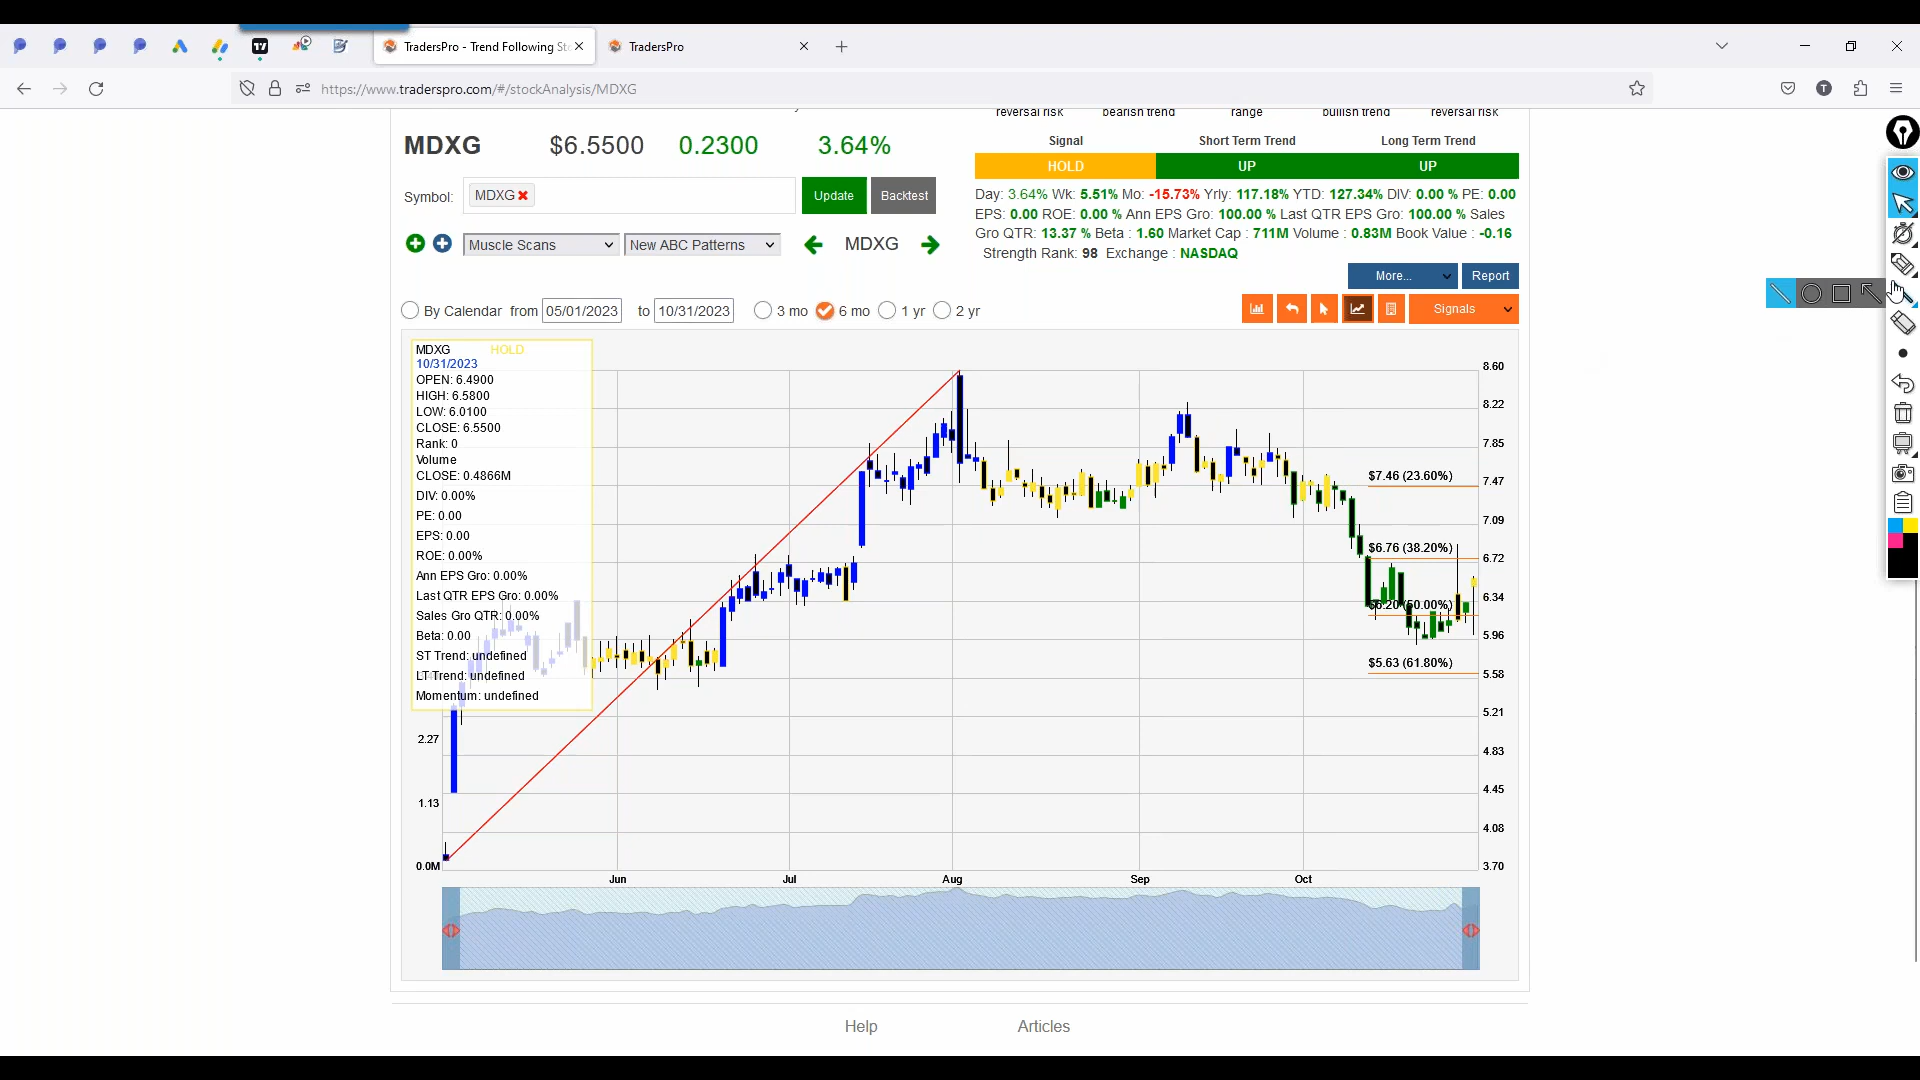 TradersPro - Trend Following Sto
TradersPro
https://www.traderspro.com/#/stockAnalysis/MDXG
reversal risk bearish trend range bullish trend reversal risk
MDXG $6.5500 0.2300 3.64%
Signal Short Term Trend Long Term Trend
HOLD UP UP
Symbol: MDXG Update Backtest
Day: 3.64% Wk: 5.51% Mo: -15.73% Yrly: 117.18% YTD: 127.34% DIV: 0.00 % PE: 0.00
EPS: 0.00 ROE: 0.00 % Ann EPS Gro: 100.00 % Last QTR EPS Gro: 100.00 % Sales
Gro QTR: 13.37 % Beta : 1.60 Market Cap : 711M Volume : 0.83M Book Value : -0.16
Strength Rank: 98 Exchange : NASDAQ
Muscle Scans New ABC Patterns MDXG
More... Report
By Calendar from 05/01/2023 to 10/31/2023 3 mo 6 mo 1 yr 2 yr
Signals
MDXG HOLD
10/31/2023
OPEN: 6.4900
HIGH: 6.5800
LOW: 6.0100
CLOSE: 6.5500
Rank: 0
Volume
CLOSE: 0.4866M
DIV: 0.00%
PE: 0.00
EPS: 0.00
ROE: 0.00%
Ann EPS Gro: 0.00%
Last QTR EPS Gro: 0.00%
Sales Gro QTR: 0.00%
Beta: 0.00
ST Trend: undefined
LT Trend: undefined
Momentum: undefined
2.27
1.13
0.0M
$7.46 (23.60%)
$6.76 (38.20%)
$6.20 (50.00%)
$5.63 (61.80%)
8.60
8.22
7.85
7.47
7.09
6.72
6.34
5.96
5.58
5.21
4.83
4.45
4.08
3.70
Jun Jul Aug Sep Oct
Help Articles